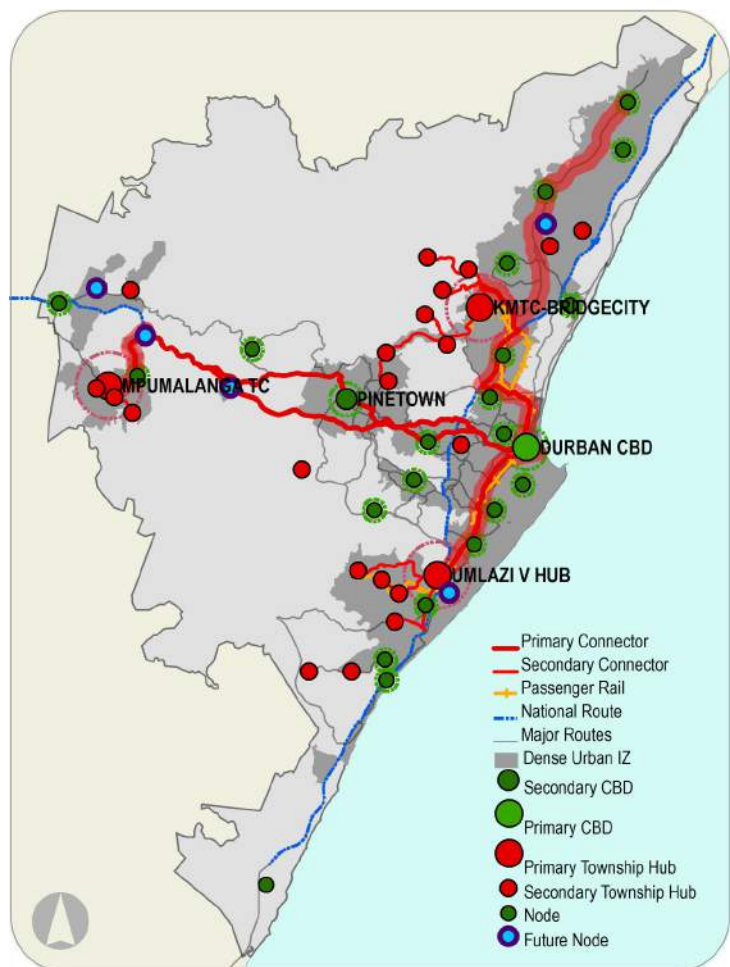 KMTC-BRIDGECITY
MPUMALANGA TC
PINETOWN
DURBAN CBD
UMLAZI V HUB
Primary Connector
Secondary Connector
Passenger Rail
National Route
Major Routes
Dense Urban IZ
Secondary CBD
Primary CBD
Primary Township Hub
Secondary Township Hub
Node
Future Node